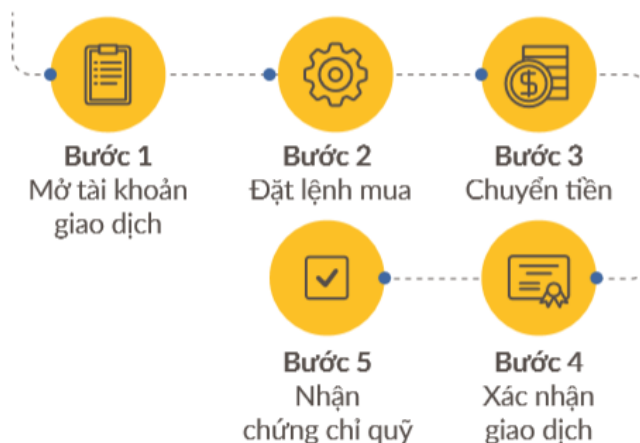 Bước 1
Mở tài khoản
giao dịch
Bước 2
Đặt lệnh mua
Bước 3
Chuyển tiền
$
Bước 4
Xác nhận
giao dịch
Bước 5
Nhận
chứng chỉ quỹ